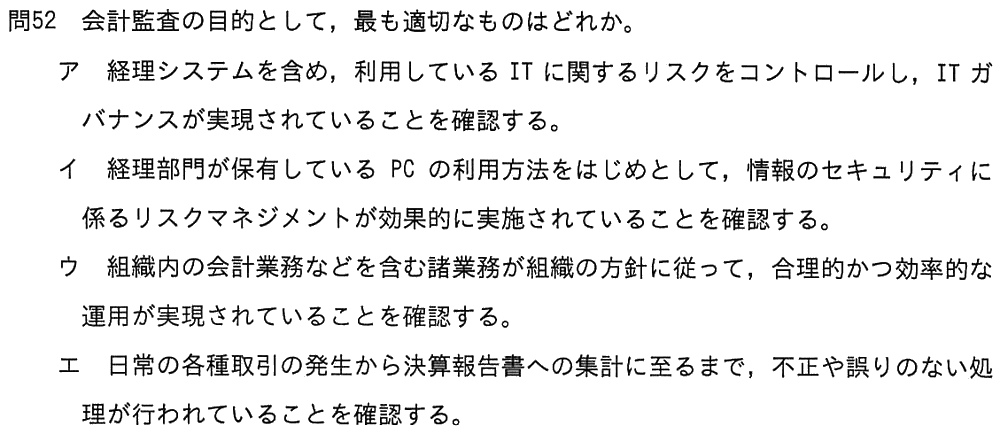 問52 会計監査の目的として，最も適切なものはどれか。
ア 経理システムを含め，利用している IT に関するリスクをコントロールし，IT ガ
バナンスが実現されていることを確認する。
イ 経理部門が保有している PC の利用方法をはじめとして，情報のセキュリティに
係るリスクマネジメントが効果的に実施されていることを確認する。
ウ 組織内の会計業務などを含む諸業務が組織の方針に従って，合理的かつ効率的な
運用が実現されていることを確認する。
エ 日常の各種取引の発生から決算報告書への集計に至るまで，不正や誤りのない処
理が行われていることを確認する。